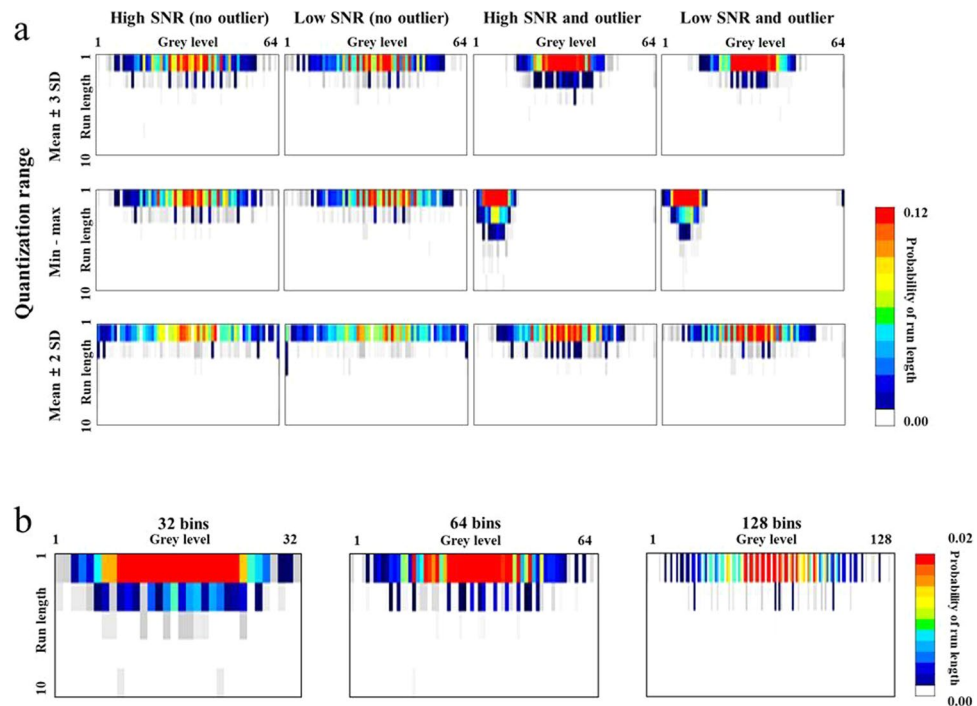 a
High SNR (no outlier)
Low SNR (no outlier)
High SNR and outlier
Low SNR and outlier
1 Grey level 64
1 Grey level 64
1 Grey level 64
1 Grey level 64
Quantization range
Mean ± 3 SD
Run length
1
10
Min - max
Run length
1
10
Mean ± 2 SD
Run length
1
10
0.12
Probability of run length
0.00
b
32 bins
64 bins
128 bins
1 Grey level 32
1 Grey level 64
1 Grey level 128
Run length
1
10
0.02
Probability of run length
0.00